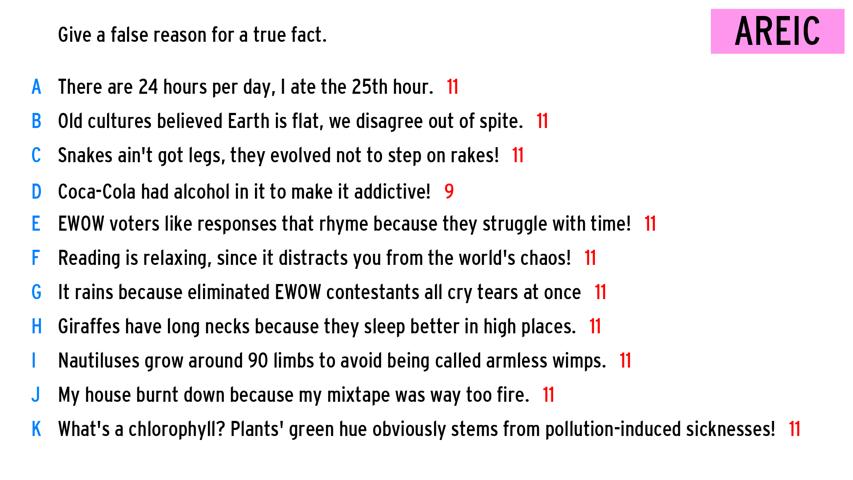 Give a false reason for a true fact.
AREIC
A There are 24 hours per day, I ate the 25th hour. 11
B Old cultures believed Earth is flat, we disagree out of spite. 11
C Snakes ain't got legs, they evolved not to step on rakes! 11
D Coca-Cola had alcohol in it to make it addictive! 9
E EWOW voters like responses that rhyme because they struggle with time! 11
F Reading is relaxing, since it distracts you from the world's chaos! 11
G It rains because eliminated EWOW contestants all cry tears at once 11
H Giraffes have long necks because they sleep better in high places. 11
I Nautiluses grow around 90 limbs to avoid being called armless wimps. 11
J My house burnt down because my mixtape was way too fire. 11
K What's a chlorophyll? Plants' green hue obviously stems from pollution-induced sicknesses! 11